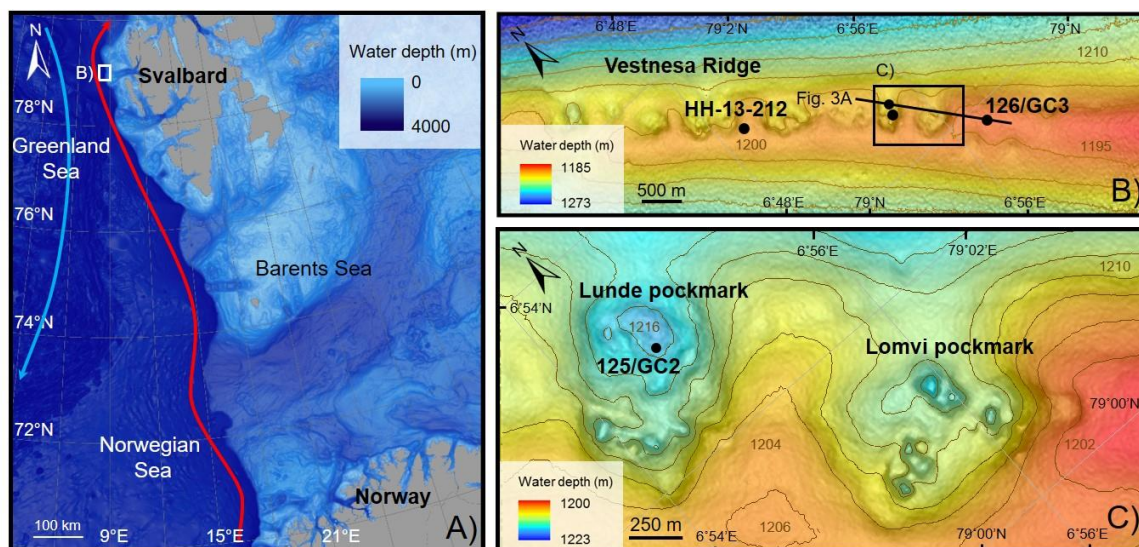 N
B)
Svalbard
Water depth (m)
0
4000
78°N
Greenland
Sea
76°N
Barents Sea
74°N
72°N
Norwegian
Sea
Norway
100 km
9°E
15°E
21°E
A)
N
6°48'E
79°N
6°56'E
79°N
1210
Vestnesa Ridge
C)
HH-13-212
Fig. 3A
126/GC3
Water depth (m)
1185
1273
1200
1195
500 m
6°48'E
79°N
6°56'E
B)
N
6°56'E
79°02'E
1210
6°54'N
Lunde pockmark
1216
125/GC2
Lomvi pockmark
79°00'N
1204
1202
Water depth (m)
1200
1223
250 m
6°54'E
1206
79°00'N
6°56'E
C)